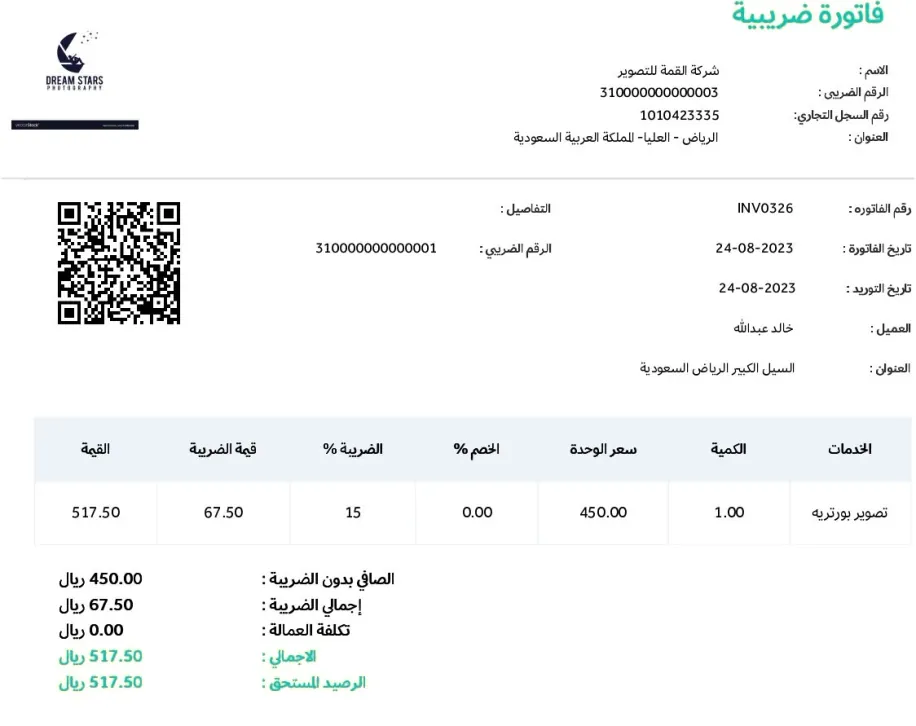 فاتورة ضريبية
DREAM STARS
PHOTOGRAPHY
الاسم : شركة القمة للتصوير
الرقم الضريبي : 310000000000003
رقم السجل التجاري: 1010423335
العنوان : الرياض - العليا- المملكة العربية السعودية
رقم الفاتوره : INV0326 التفاصيل :
تاريخ الفاتورة : 24-08-2023 الرقم الضريبي : 310000000000001
تاريخ التوريد : 24-08-2023
العميل : خالد عبدالله
العنوان : السيل الكبير الرياض السعودية
الخدمات الكمية سعر الوحدة الخصم % الضريبة % قيمة الضريبة القيمة
تصوير بورتريه 1.00 450.00 0.00 15 67.50 517.50
الصافي بدون الضريبة : 450.00 ريال
إجمالي الضريبة : 67.50 ريال
تكلفة العمالة : 0.00 ريال
الاجمالي : 517.50 ريال
الرصيد المستحق : 517.50 ريال